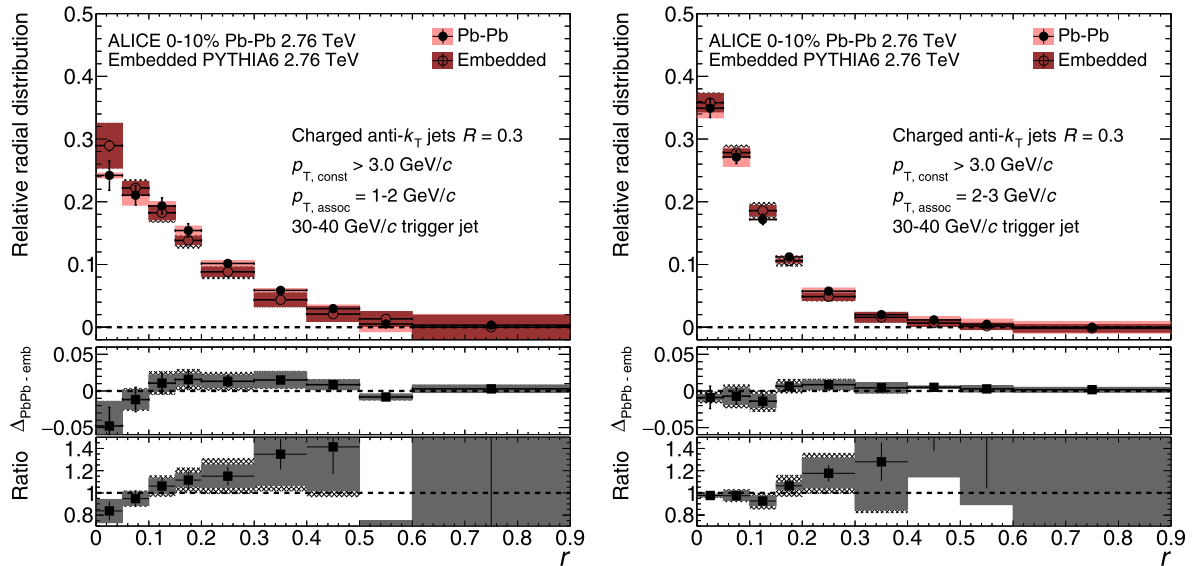 Relative radial distribution
0.5
0.4
0.3
0.2
0.1
0
ALICE 0-10% Pb-Pb 2.76 TeV
Embedded PYTHIA6 2.76 TeV
Pb-Pb
Embedded
Charged anti-kT jets R = 0.3
pT, const > 3.0 GeV/c
pT, assoc = 1-2 GeV/c
30-40 GeV/c trigger jet
ΔPbPb - emb
0.05
0
−0.05
Ratio
1.4
1.2
1
0.8
0 0.1 0.2 0.3 0.4 0.5 0.6 0.7 0.8 0.9
r
Relative radial distribution
0.5
0.4
0.3
0.2
0.1
0
ALICE 0-10% Pb-Pb 2.76 TeV
Embedded PYTHIA6 2.76 TeV
Pb-Pb
Embedded
Charged anti-kT jets R = 0.3
pT, const > 3.0 GeV/c
pT, assoc = 2-3 GeV/c
30-40 GeV/c trigger jet
ΔPbPb - emb
0.05
0
−0.05
Ratio
1.4
1.2
1
0.8
0 0.1 0.2 0.3 0.4 0.5 0.6 0.7 0.8 0.9
r